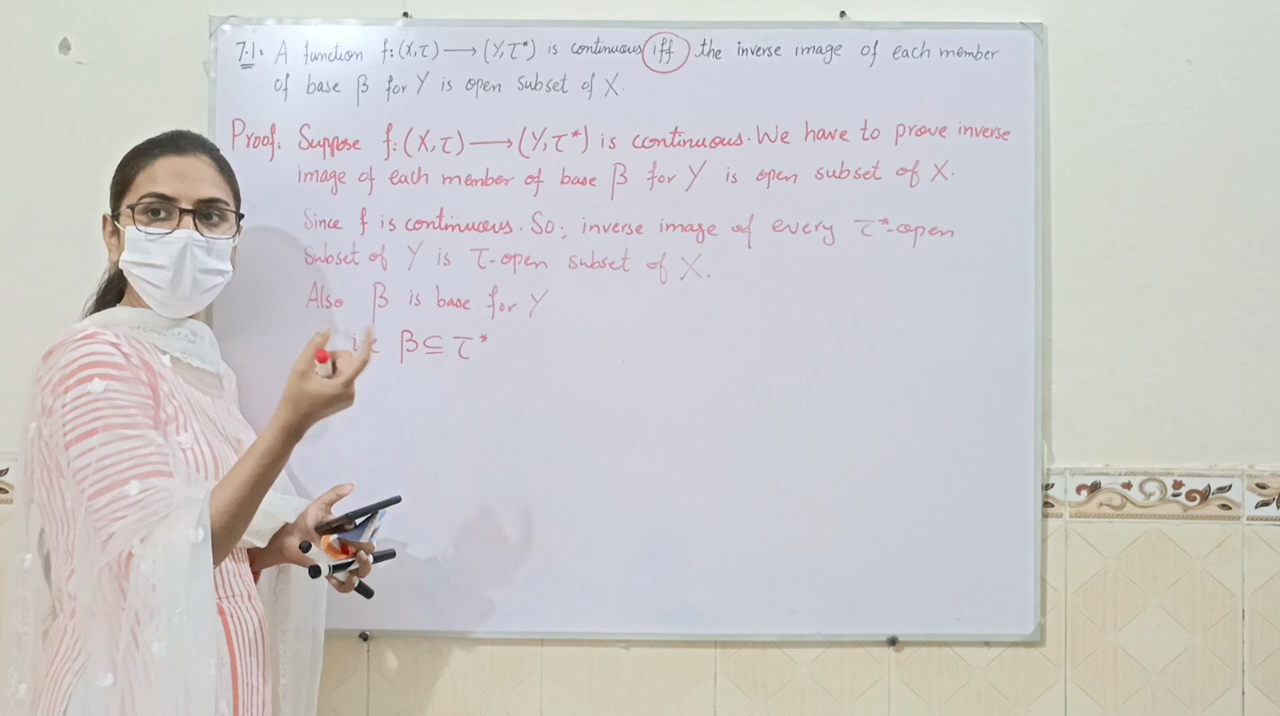 7.1: A function f:(X,τ)⟶(Y,τ*) is continuous iff the inverse image of each member
of base β for Y is open subset of X.
Proof. Suppose f:(X,τ)⟶(Y,τ*) is continuous. We have to prove inverse
image of each member of base β for Y is open subset of X.
Since f is continuous. So; inverse image of every τ*-open
subset of Y is τ-open subset of X.
Also β is base for Y
i.e β⊆τ*